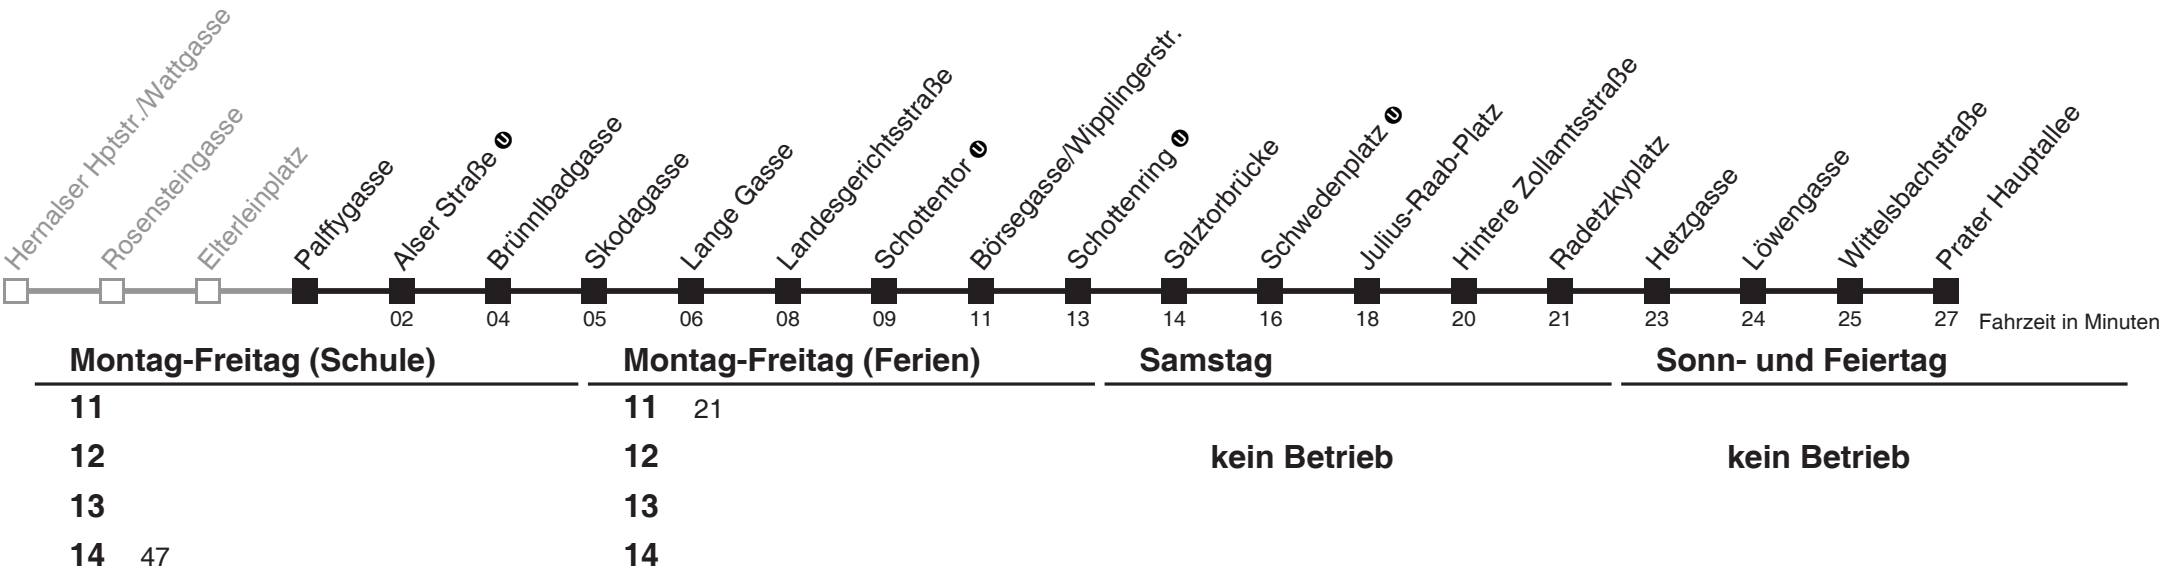 Hernalser Hptstr./Wattgasse
Rosensteingasse
Elterleinplatz
Palffygasse
Alser Straße U
Brünnlbadgasse
Skodagasse
Lange Gasse
Landesgerichtsstraße
Schottentor U
Börsegasse/Wipplingerstr.
Schottenring U
Salztorbrücke
Schwedenplatz U
Julius-Raab-Platz
Hintere Zollamtsstraße
Radetzkyplatz
Hetzgasse
Löwengasse
Wittelsbachstraße
Prater Hauptallee
02 04 05 06 08 09 11 13 14 16 18 20 21 23 24 25 27 Fahrzeit in Minuten
Montag-Freitag (Schule) Montag-Freitag (Ferien) Samstag Sonn- und Feiertag
11 11 21
12 12 kein Betrieb kein Betrieb
13 13
14 47 14